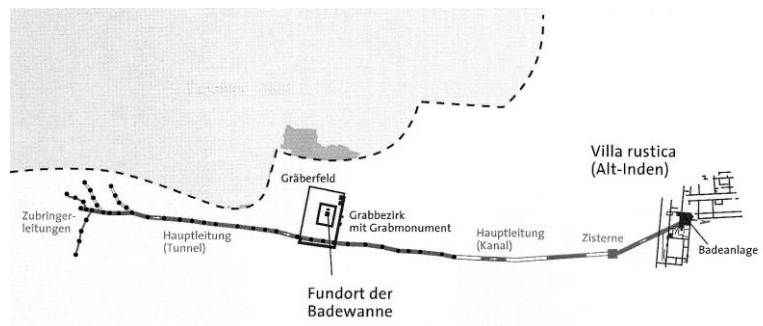 Villa rustica
(Alt-Inden)
Gräberfeld
Zubringer-
leitungen
Hauptleitung
(Tunnel)
Grabbezirk
mit Grabmonument
Hauptleitung
(Kanal)
Zisterne
Badeanlage
Fundort der
Badewanne